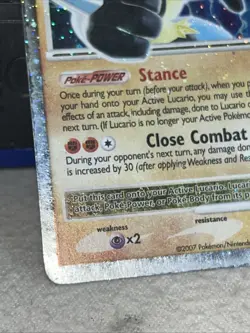 Poké-POWER Stance
Once during your turn (before your attack), when you p
your hand onto your Active Lucario, you may use th
effects of an attack, including damage, done to Lucario
next turn. (If Lucario is no longer your Active Pokém
Close Combat
During your opponent's next turn, any damage don
is increased by 30 (after applying Weakness and Res
Put this card onto your Active Lucario. Lucari
attack, Poké-Power, or Poké-Body from its p
weakness
resistance
x2
©2007 Pokémon/Nintendo